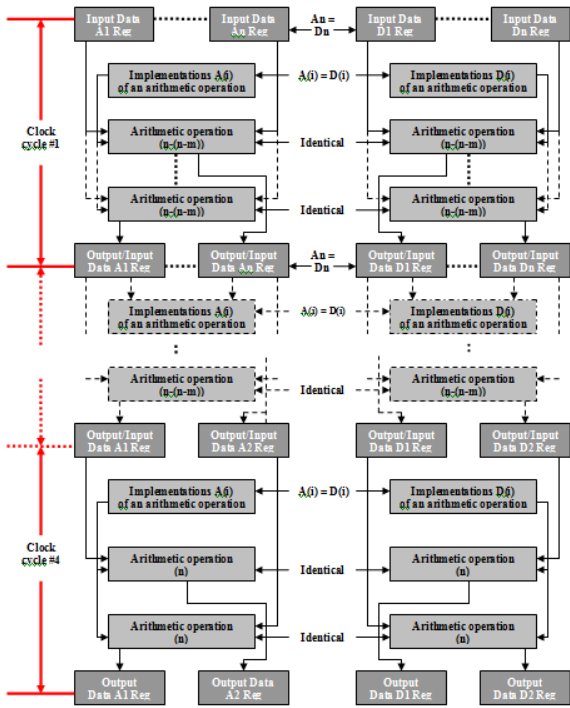 Input Data A1 Reg
Input Data An Reg
An = Dn
Input Data D1 Reg
Input Data Dn Reg
Implementations A(i) of an arithmetic operation
A(i) = D(i)
Implementations D(i) of an arithmetic operation
Clock cycle #1
Arithmetic operation (n-(n-m))
Identical
Arithmetic operation (n-(n-m))
Arithmetic operation (n-(n-m))
Identical
Arithmetic operation (n-(n-m))
Output/Input Data A1 Reg
Output/Input Data An Reg
An = Dn
Output/Input Data D1 Reg
Output/Input Data Dn Reg
Implementations A(i) of an arithmetic operation
A(i) = D(i)
Implementations D(i) of an arithmetic operation
Arithmetic operation (n-(n-m))
Identical
Arithmetic operation (n-(n-m))
Output/Input Data A1 Reg
Output/Input Data A2 Reg
Output/Input Data D1 Reg
Output/Input Data D2 Reg
Implementations A(i) of an arithmetic operation
A(i) = D(i)
Implementations D(i) of an arithmetic operation
Clock cycle #4
Arithmetic operation (n)
Identical
Arithmetic operation (n)
Arithmetic operation (n)
Identical
Arithmetic operation (n)
Output Data A1 Reg
Output Data A2 Reg
Output Data D1 Reg
Output Data D2 Reg